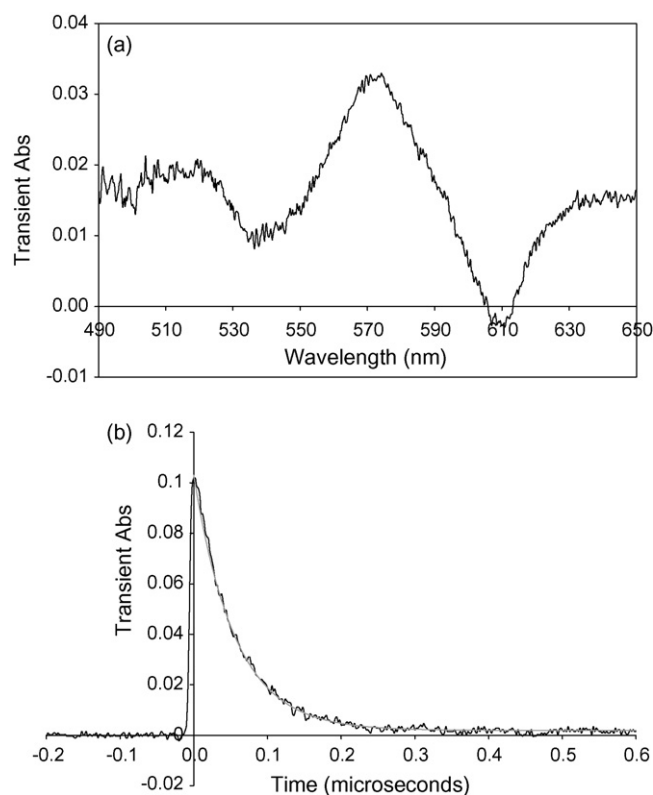 (a)
0.04
0.03
0.02
0.01
0.00
-0.01
Transient Abs
490 510 530 550 570 590 610 630 650
Wavelength (nm)
(b)
0.12
0.1
0.08
0.06
0.04
0.02
0
-0.02
Transient Abs
-0.2 -0.1 0.0 0.1 0.2 0.3 0.4 0.5 0.6
Time (microseconds)